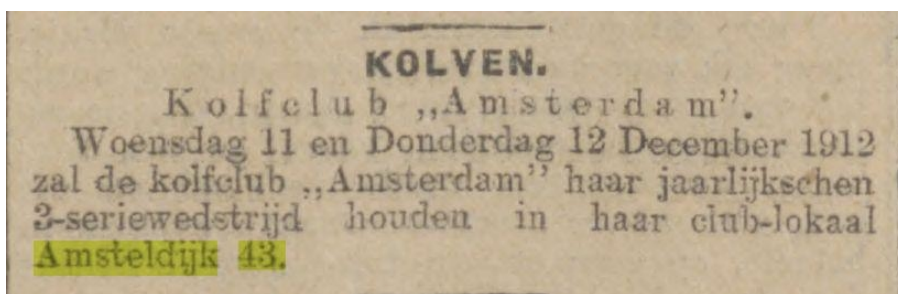 KOLVEN.
Kolfclub „Amsterdam”.
Woensdag 11 en Donderdag 12 December 1912
zal de kolfclub „Amsterdam” haar jaarlijkschen
3-seriewedstrijd houden in haar club-lokaal
Amsteldijk 43.